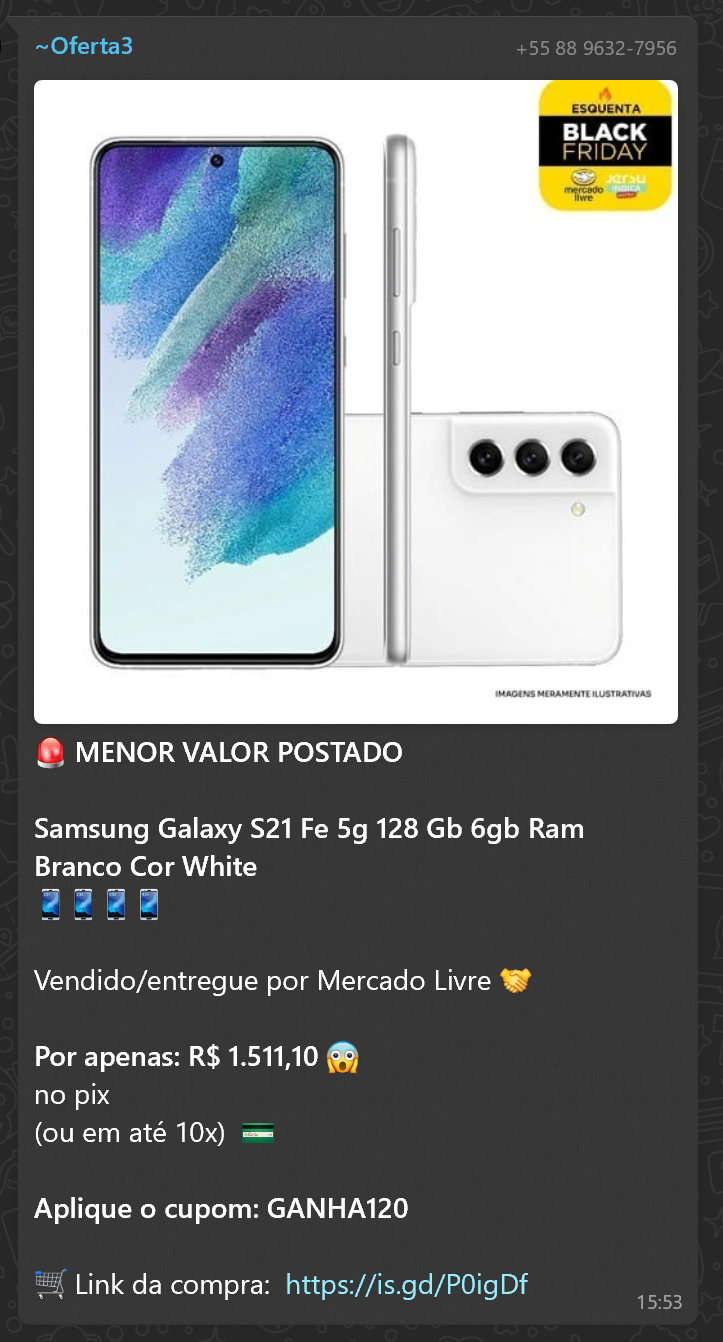 ~Oferta3
+55 88 9632-7956
ESQUENTA
BLACK
FRIDAY
mercado
livre
INDICA
IMAGENS MERAMENTE ILUSTRATIVAS
🚨 MENOR VALOR POSTADO
Samsung Galaxy S21 Fe 5g 128 Gb 6gb Ram
Branco Cor White
📱📱📱📱
Vendido/entregue por Mercado Livre 🤝
Por apenas: R$ 1.511,10 😱
no pix
(ou em até 10x) 💳
Aplique o cupom: GANHA120
🛒 Link da compra: https://is.gd/P0igDf
15:53